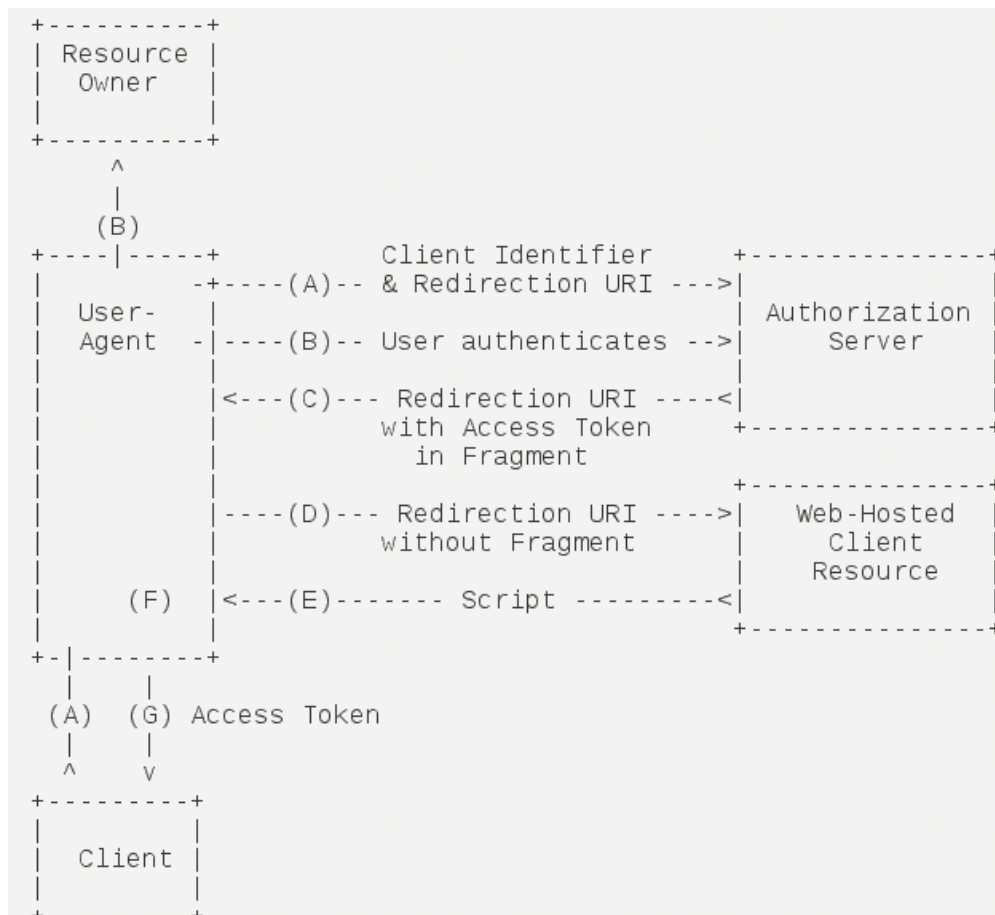 +----------+
| Resource |
|  Owner   |
|          |
+----------+
     ^
     |
    (B)
+----|-----+          Client Identifier     +---------------+
|         -+----(A)-- & Redirection URI --->|               |
|  User-   |                                | Authorization |
|  Agent  -|----(B)-- User authenticates -->|     Server    |
|          |                                |               |
|          |<---(C)--- Redirection URI ----<|               |
|          |          with Access Token     +---------------+
|          |            in Fragment
|          |                                +---------------+
|          |----(D)--- Redirection URI ---->|   Web-Hosted  |
|          |          without Fragment      |     Client    |
|          |                                |    Resource   |
|     (F)  |<---(E)------- Script ---------<|               |
|          |                                +---------------+
+-|--------+
  |    |
 (A)  (G) Access Token
  |    |
  ^    v
+---------+
|         |
|  Client |
|         |
+---------+